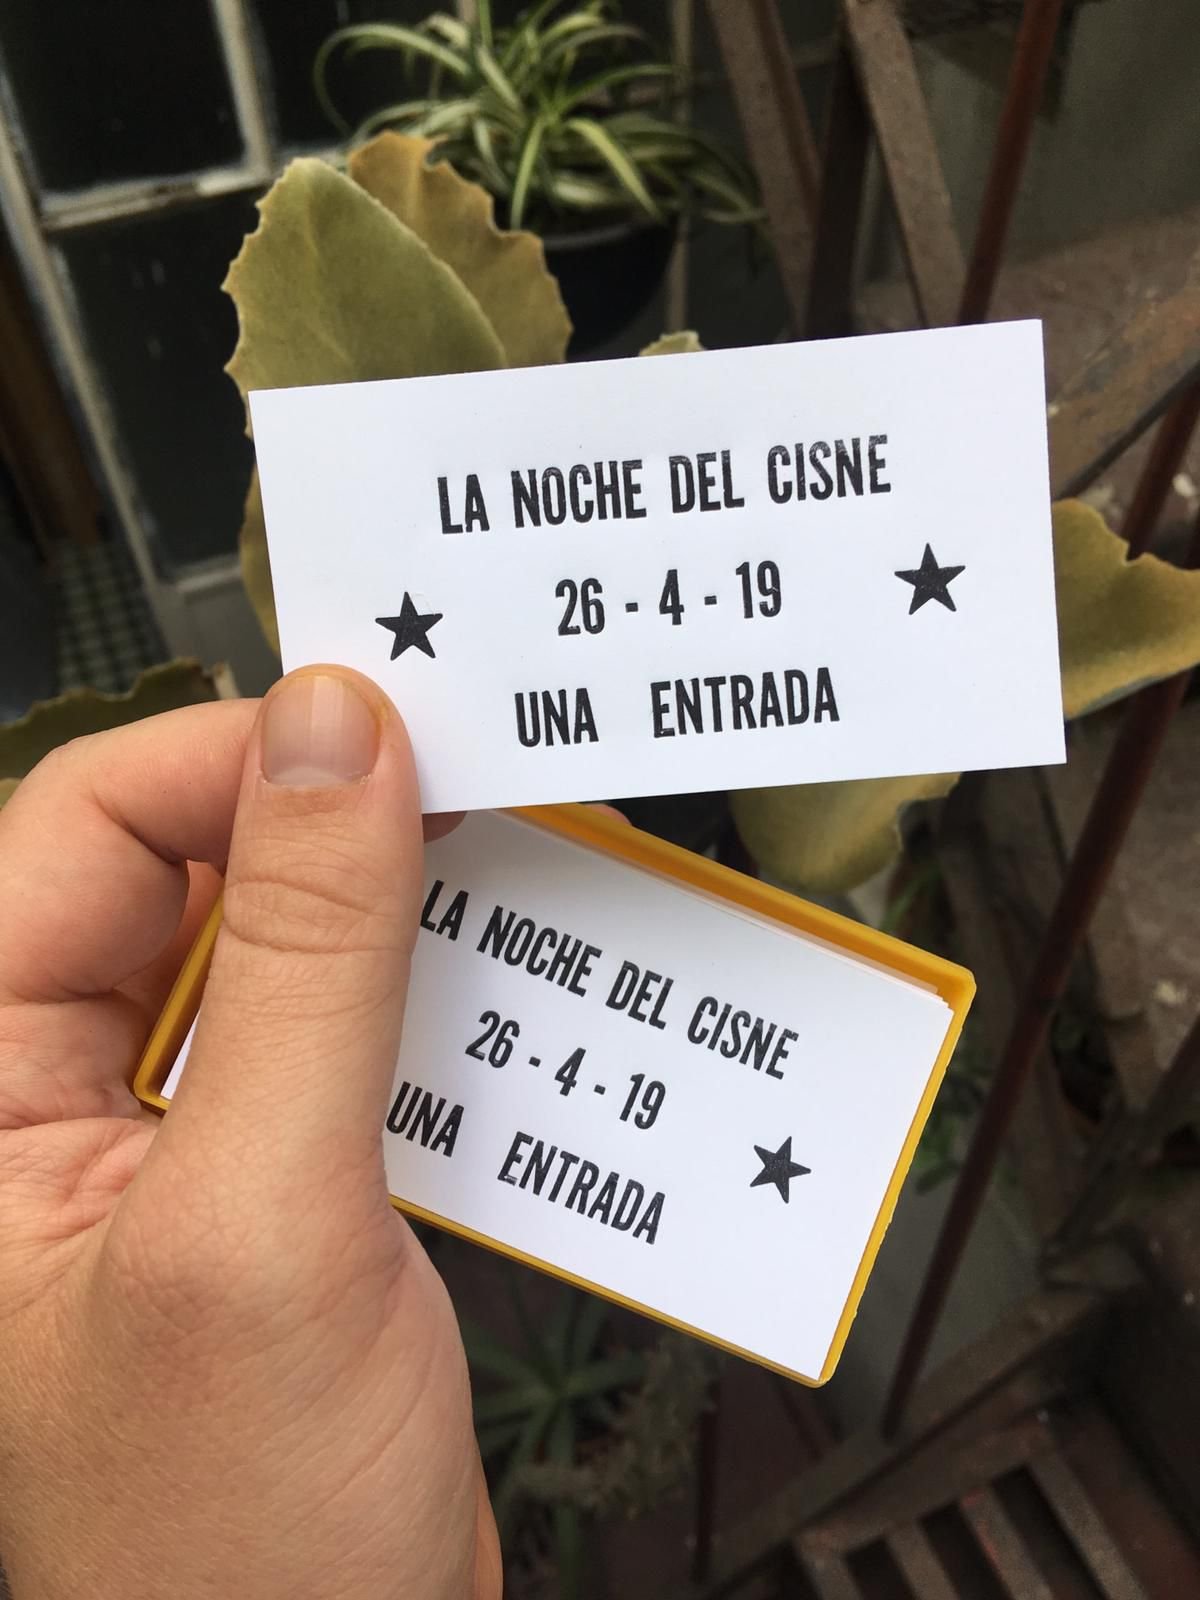 LA NOCHE DEL CISNE
26 - 4 - 19
UNA ENTRADA
LA NOCHE DEL CISNE
26 - 4 - 19
UNA ENTRADA